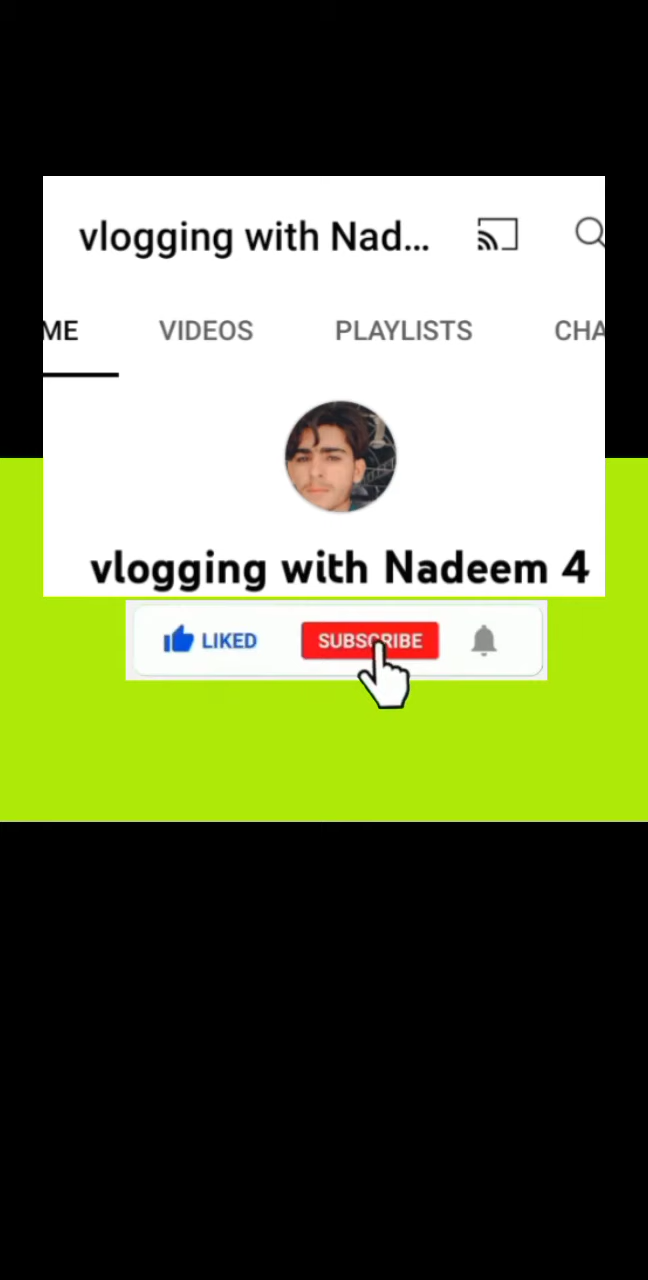 vlogging with Nad...
ME VIDEOS PLAYLISTS CHA
vlogging with Nadeem 4
LIKED SUBSCRIBE